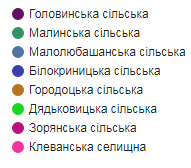 Головинська сільська
Малинська сільська
Малолюбашанська сільська
Білокриницька сільська
Городоцька сільська
Дядьковицька сільська
Зорянська сільська
Клеванська селищна